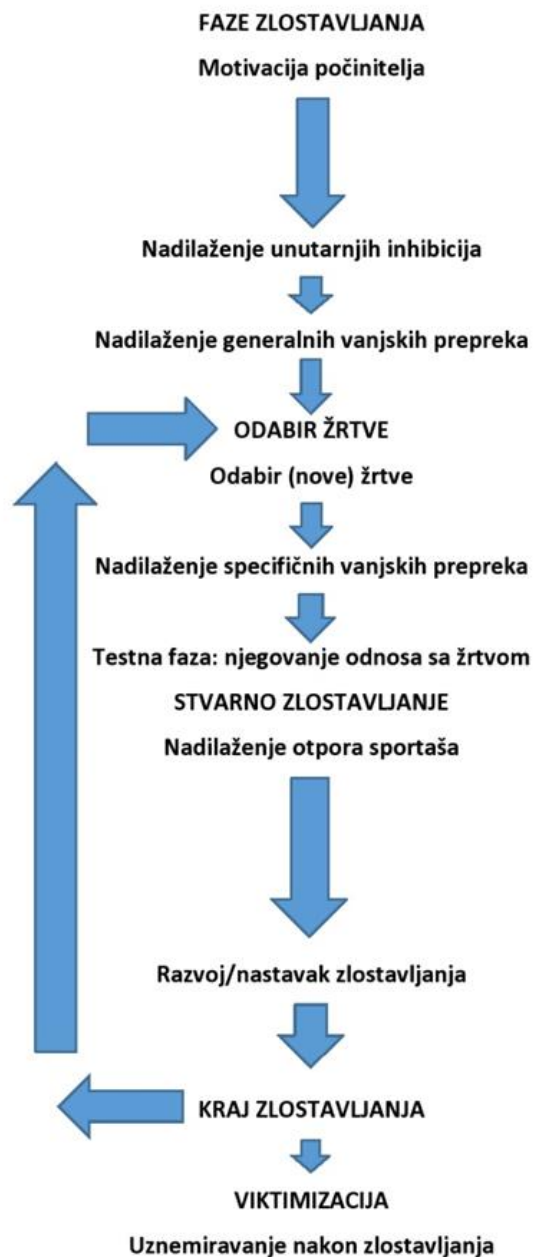 FAZE ZLOSTAVLJANJA
Motivacija počinitelja
Nadilaženje unutarnjih inhibicija
Nadilaženje generalnih vanjskih prepreka
ODABIR ŽRTVE
Odabir (nove) žrtve
Nadilaženje specifičnih vanjskih prepreka
Testna faza: njegovanje odnosa sa žrtvom
STVARNO ZLOSTAVLJANJE
Nadilaženje otpora sportaša
Razvoj/nastavak zlostavljanja
KRAJ ZLOSTAVLJANJA
VIKTIMIZACIJA
Uznemiravanje nakon zlostavljanja